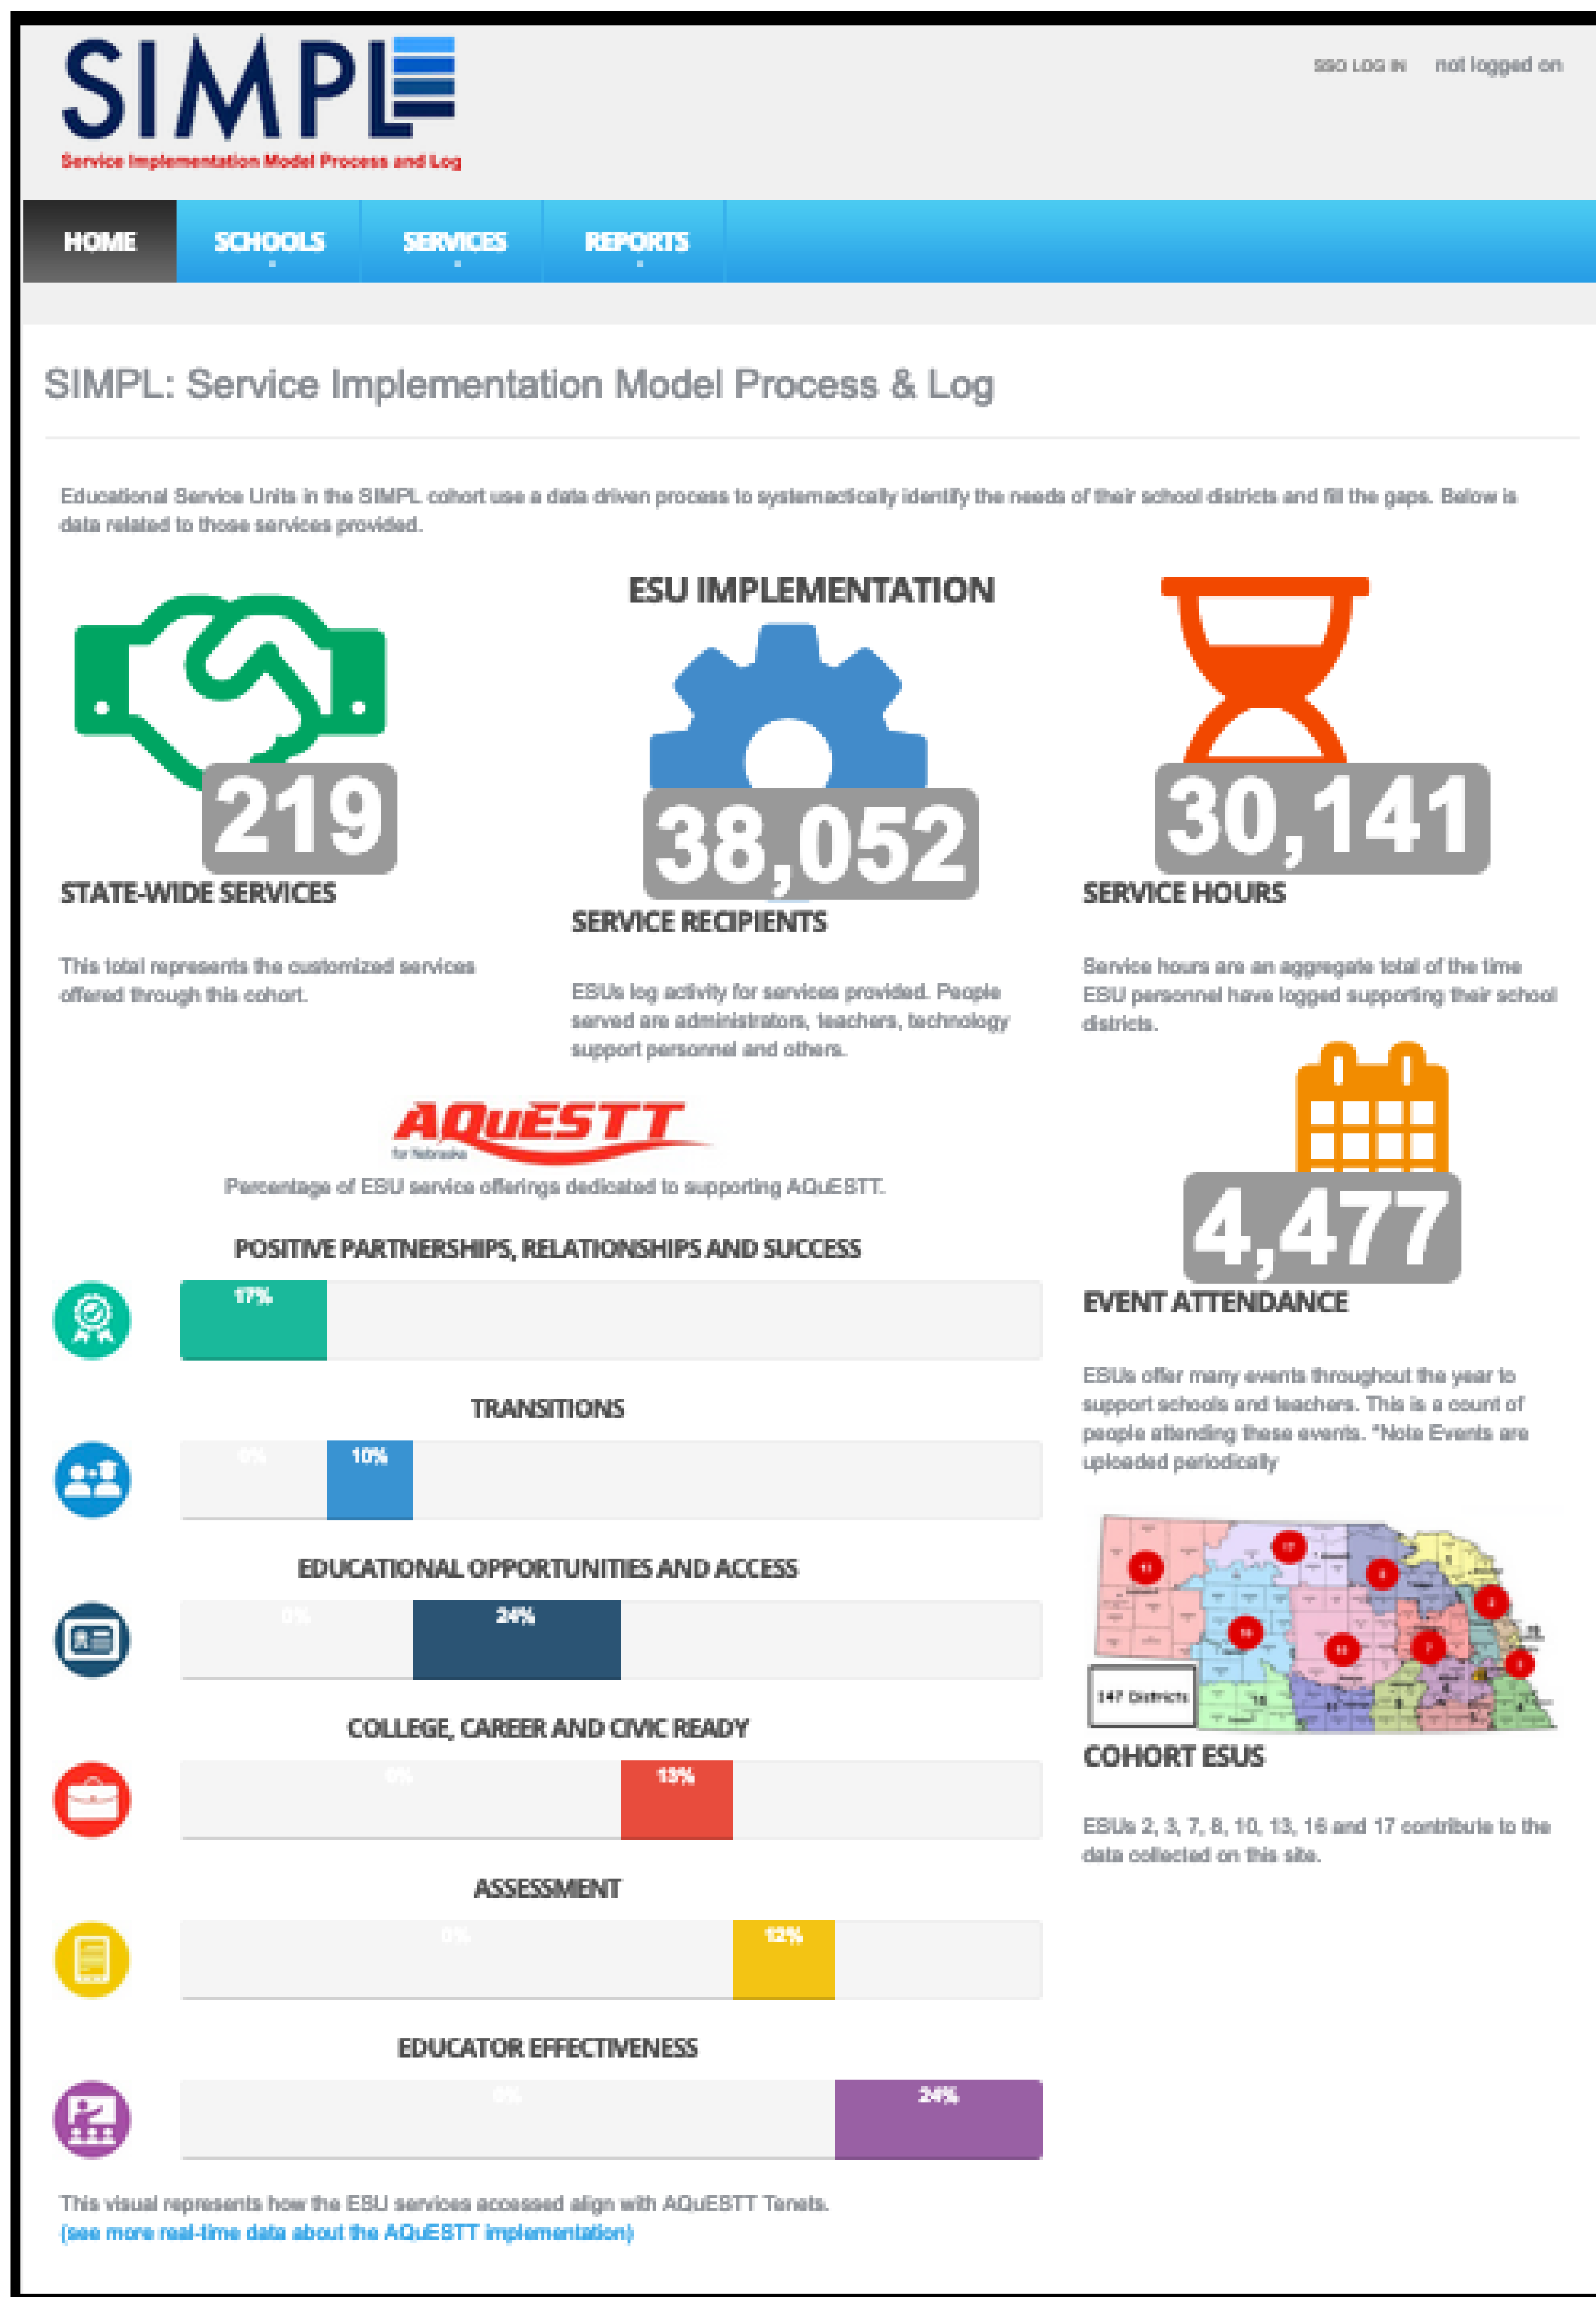 SIMPL
Service Implementation Model Process and Log
SSO LOG IN not logged on
HOME SCHOOLS SERVICES REPORTS
SIMPL: Service Implementation Model Process & Log
Educational Service Units in the SIMPL cohort use a data driven process to systemactically identify the needs of their school districts and fill the gaps. Below is
data related to those services provided.
ESU IMPLEMENTATION
219
STATE-WIDE SERVICES
This total represents the customized services
offered through this cohort.
38,052
SERVICE RECIPIENTS
ESUs log activity for services provided. People
served are administrators, teachers, technology
support personnel and others.
30,141
SERVICE HOURS
Service hours are an aggregate total of the time
ESU personnel have logged supporting their school
districts.
AQuESTT
for Nebraska
Percentage of ESU service offerings dedicated to supporting AQuESTT.
POSITIVE PARTNERSHIPS, RELATIONSHIPS AND SUCCESS
17%
TRANSITIONS
0% 10%
EDUCATIONAL OPPORTUNITIES AND ACCESS
0% 24%
COLLEGE, CAREER AND CIVIC READY
0% 13%
ASSESSMENT
0% 12%
EDUCATOR EFFECTIVENESS
0% 24%
This visual represents how the ESU services accessed align with AQuESTT Tenets.
(see more real-time data about the AQuESTT implementation)
4,477
EVENT ATTENDANCE
ESUs offer many events throughout the year to
support schools and teachers. This is a count of
people attending these events. *Note Events are
uploaded periodically
147 Districts
COHORT ESUS
ESUs 2, 3, 7, 8, 10, 13, 16 and 17 contribute to the
data collected on this site.